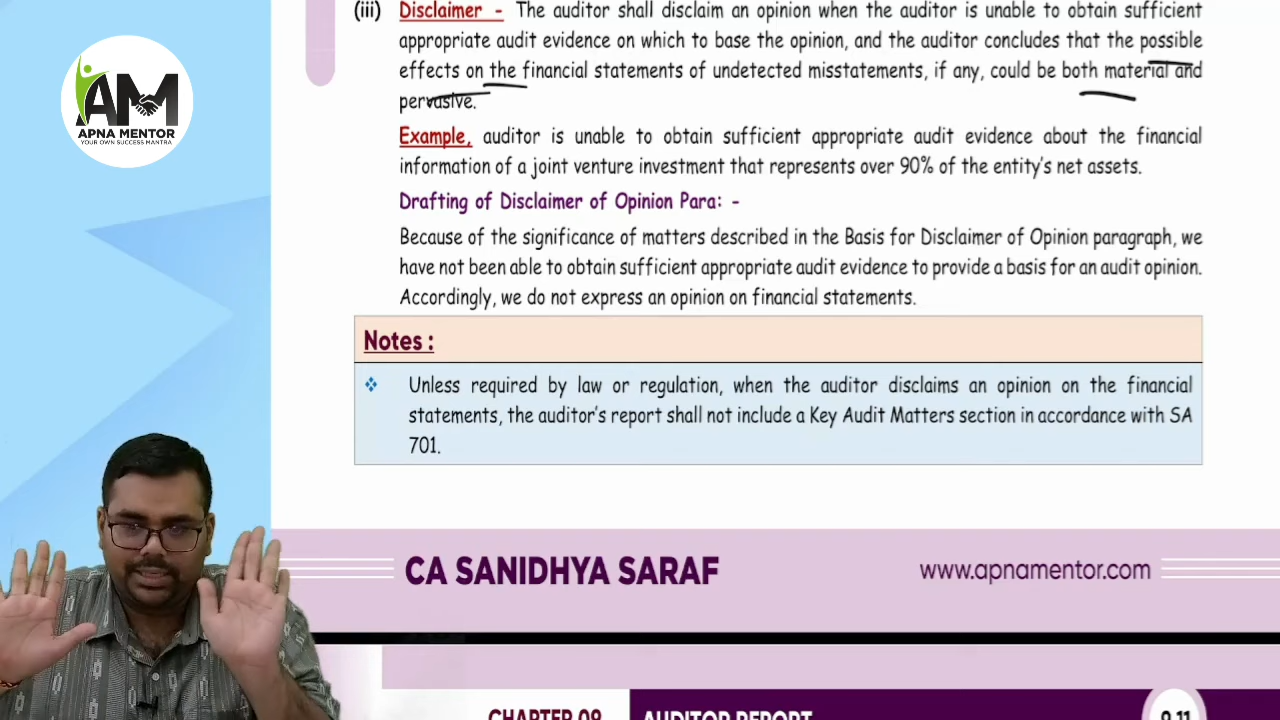 (iii) Disclaimer - The auditor shall disclaim an opinion when the auditor is unable to obtain sufficient
appropriate audit evidence on which to base the opinion, and the auditor concludes that the possible
effects on the financial statements of undetected misstatements, if any, could be both material and
pervasive.
Example, auditor is unable to obtain sufficient appropriate audit evidence about the financial
information of a joint venture investment that represents over 90% of the entity's net assets.
Drafting of Disclaimer of Opinion Para: -
Because of the significance of matters described in the Basis for Disclaimer of Opinion paragraph, we
have not been able to obtain sufficient appropriate audit evidence to provide a basis for an audit opinion.
Accordingly, we do not express an opinion on financial statements.
Notes :
❖ Unless required by law or regulation, when the auditor disclaims an opinion on the financial
statements, the auditor's report shall not include a Key Audit Matters section in accordance with SA
701.
AM
APNA MENTOR
YOUR OWN SUCCESS MANTRA
CA SANIDHYA SARAF
www.apnamentor.com
CHAPTER 09
AUDITOR REPORT
9.11